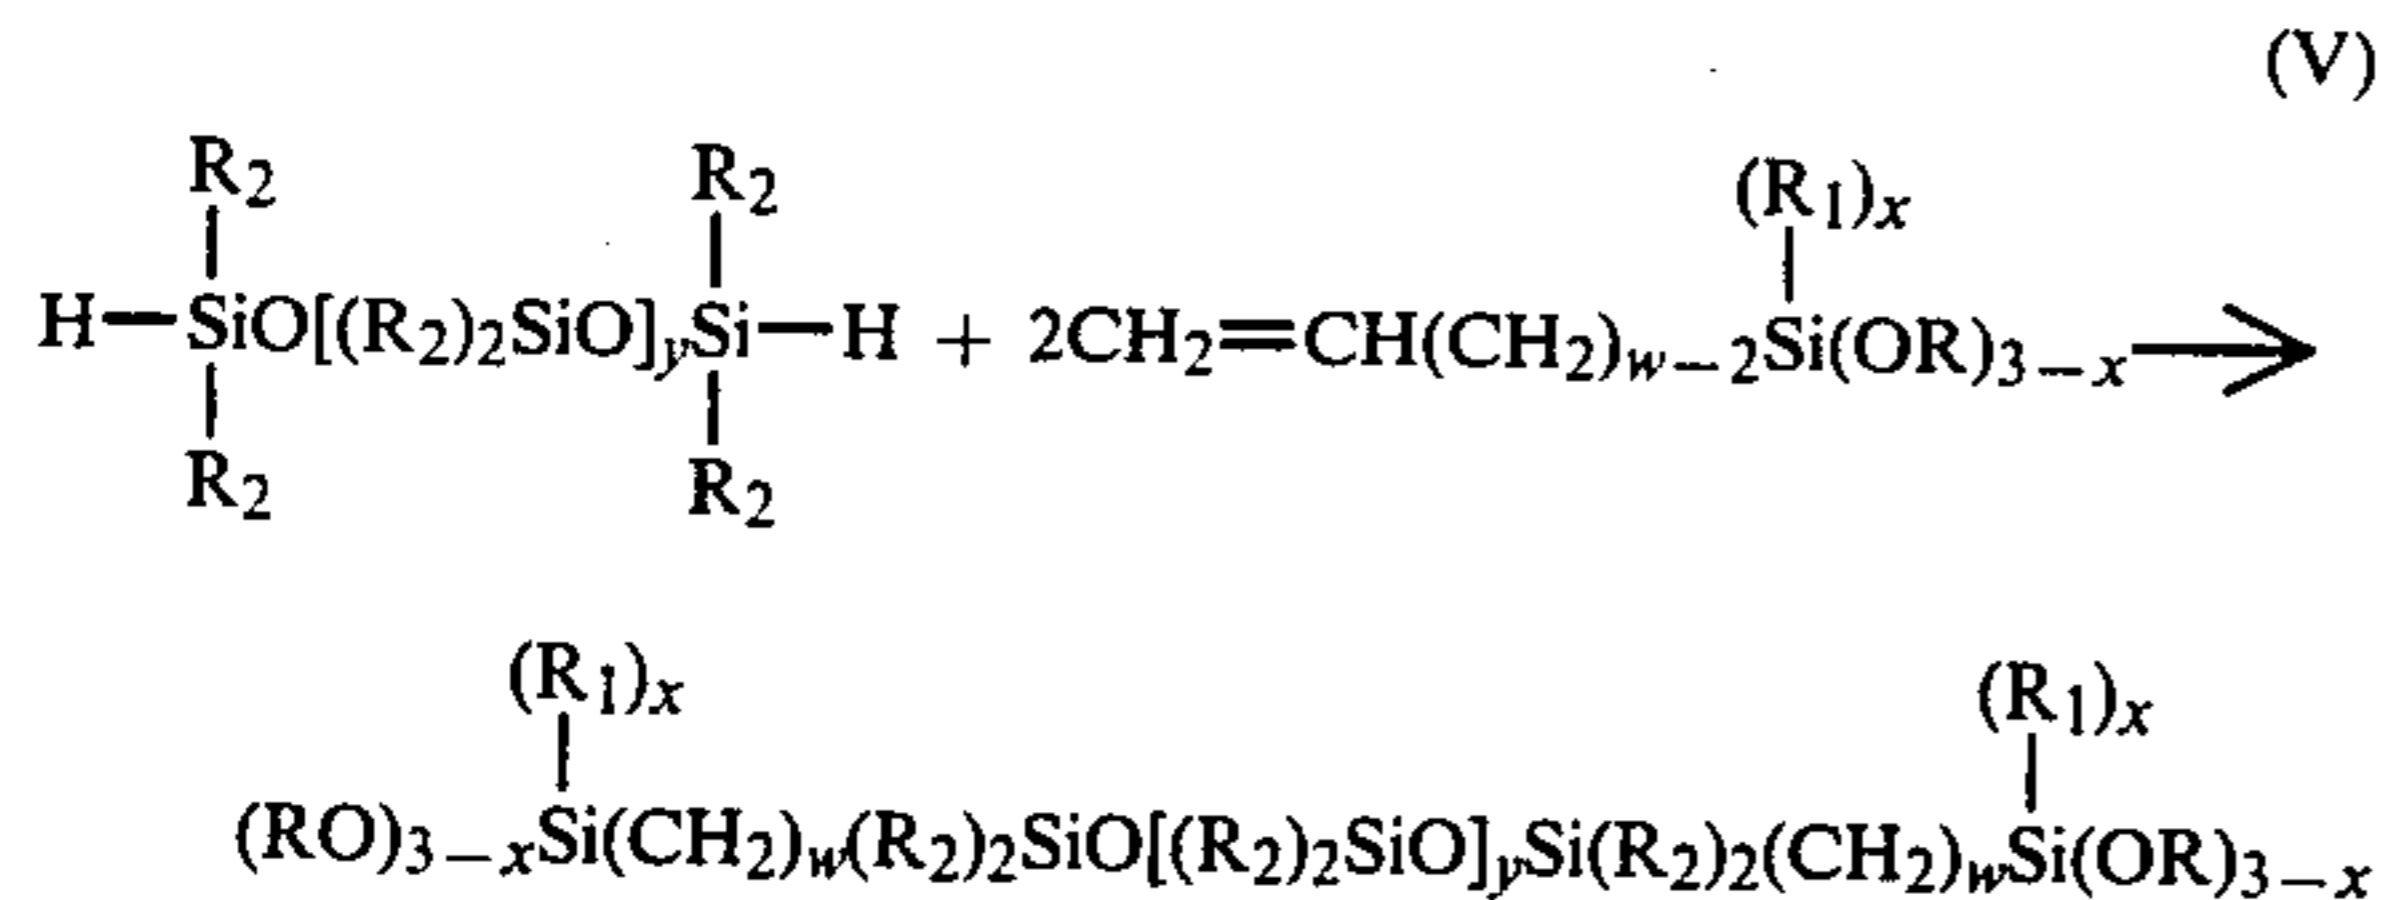 (V)
R2 R2 (R1)x
H—SiO[(R2)2SiO]ySi—H + 2CH2=CH(CH2)w−2Si(OR)3−x⟶
R2 R2
(R1)x (R1)x
(RO)3−xSi(CH2)w(R2)2SiO[(R2)2SiO]ySi(R2)2(CH2)wSi(OR)3−x